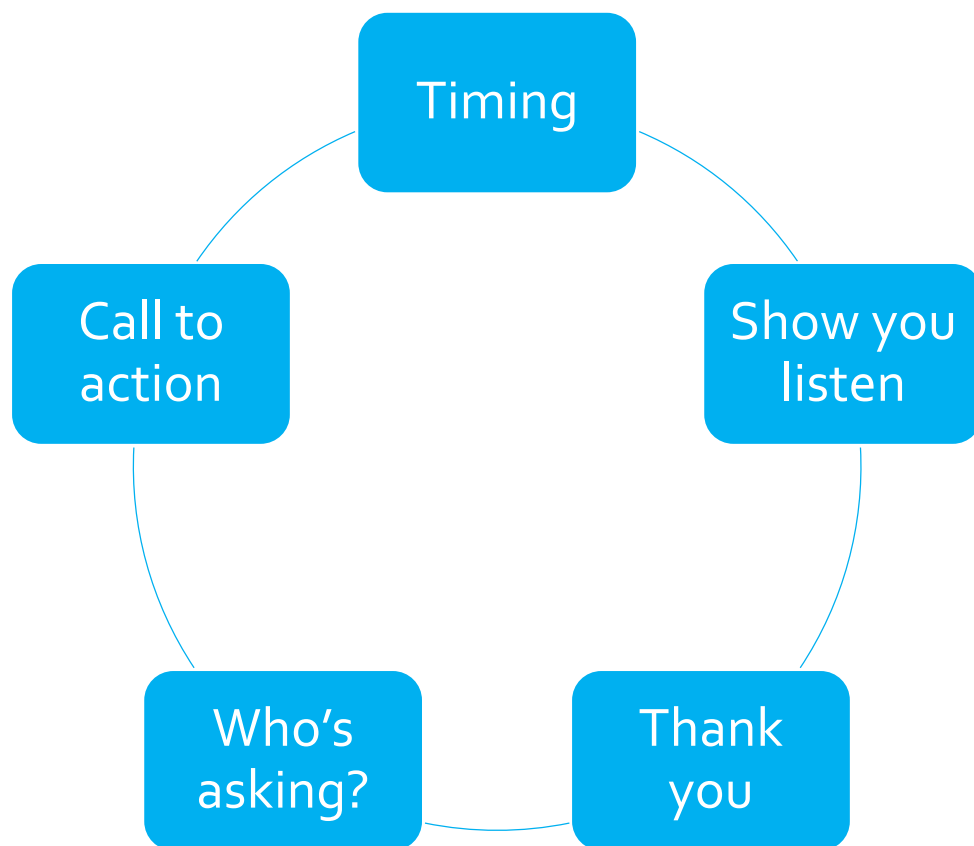 Timing
Show you
listen
Thank
you
Who’s
asking?
Call to
action